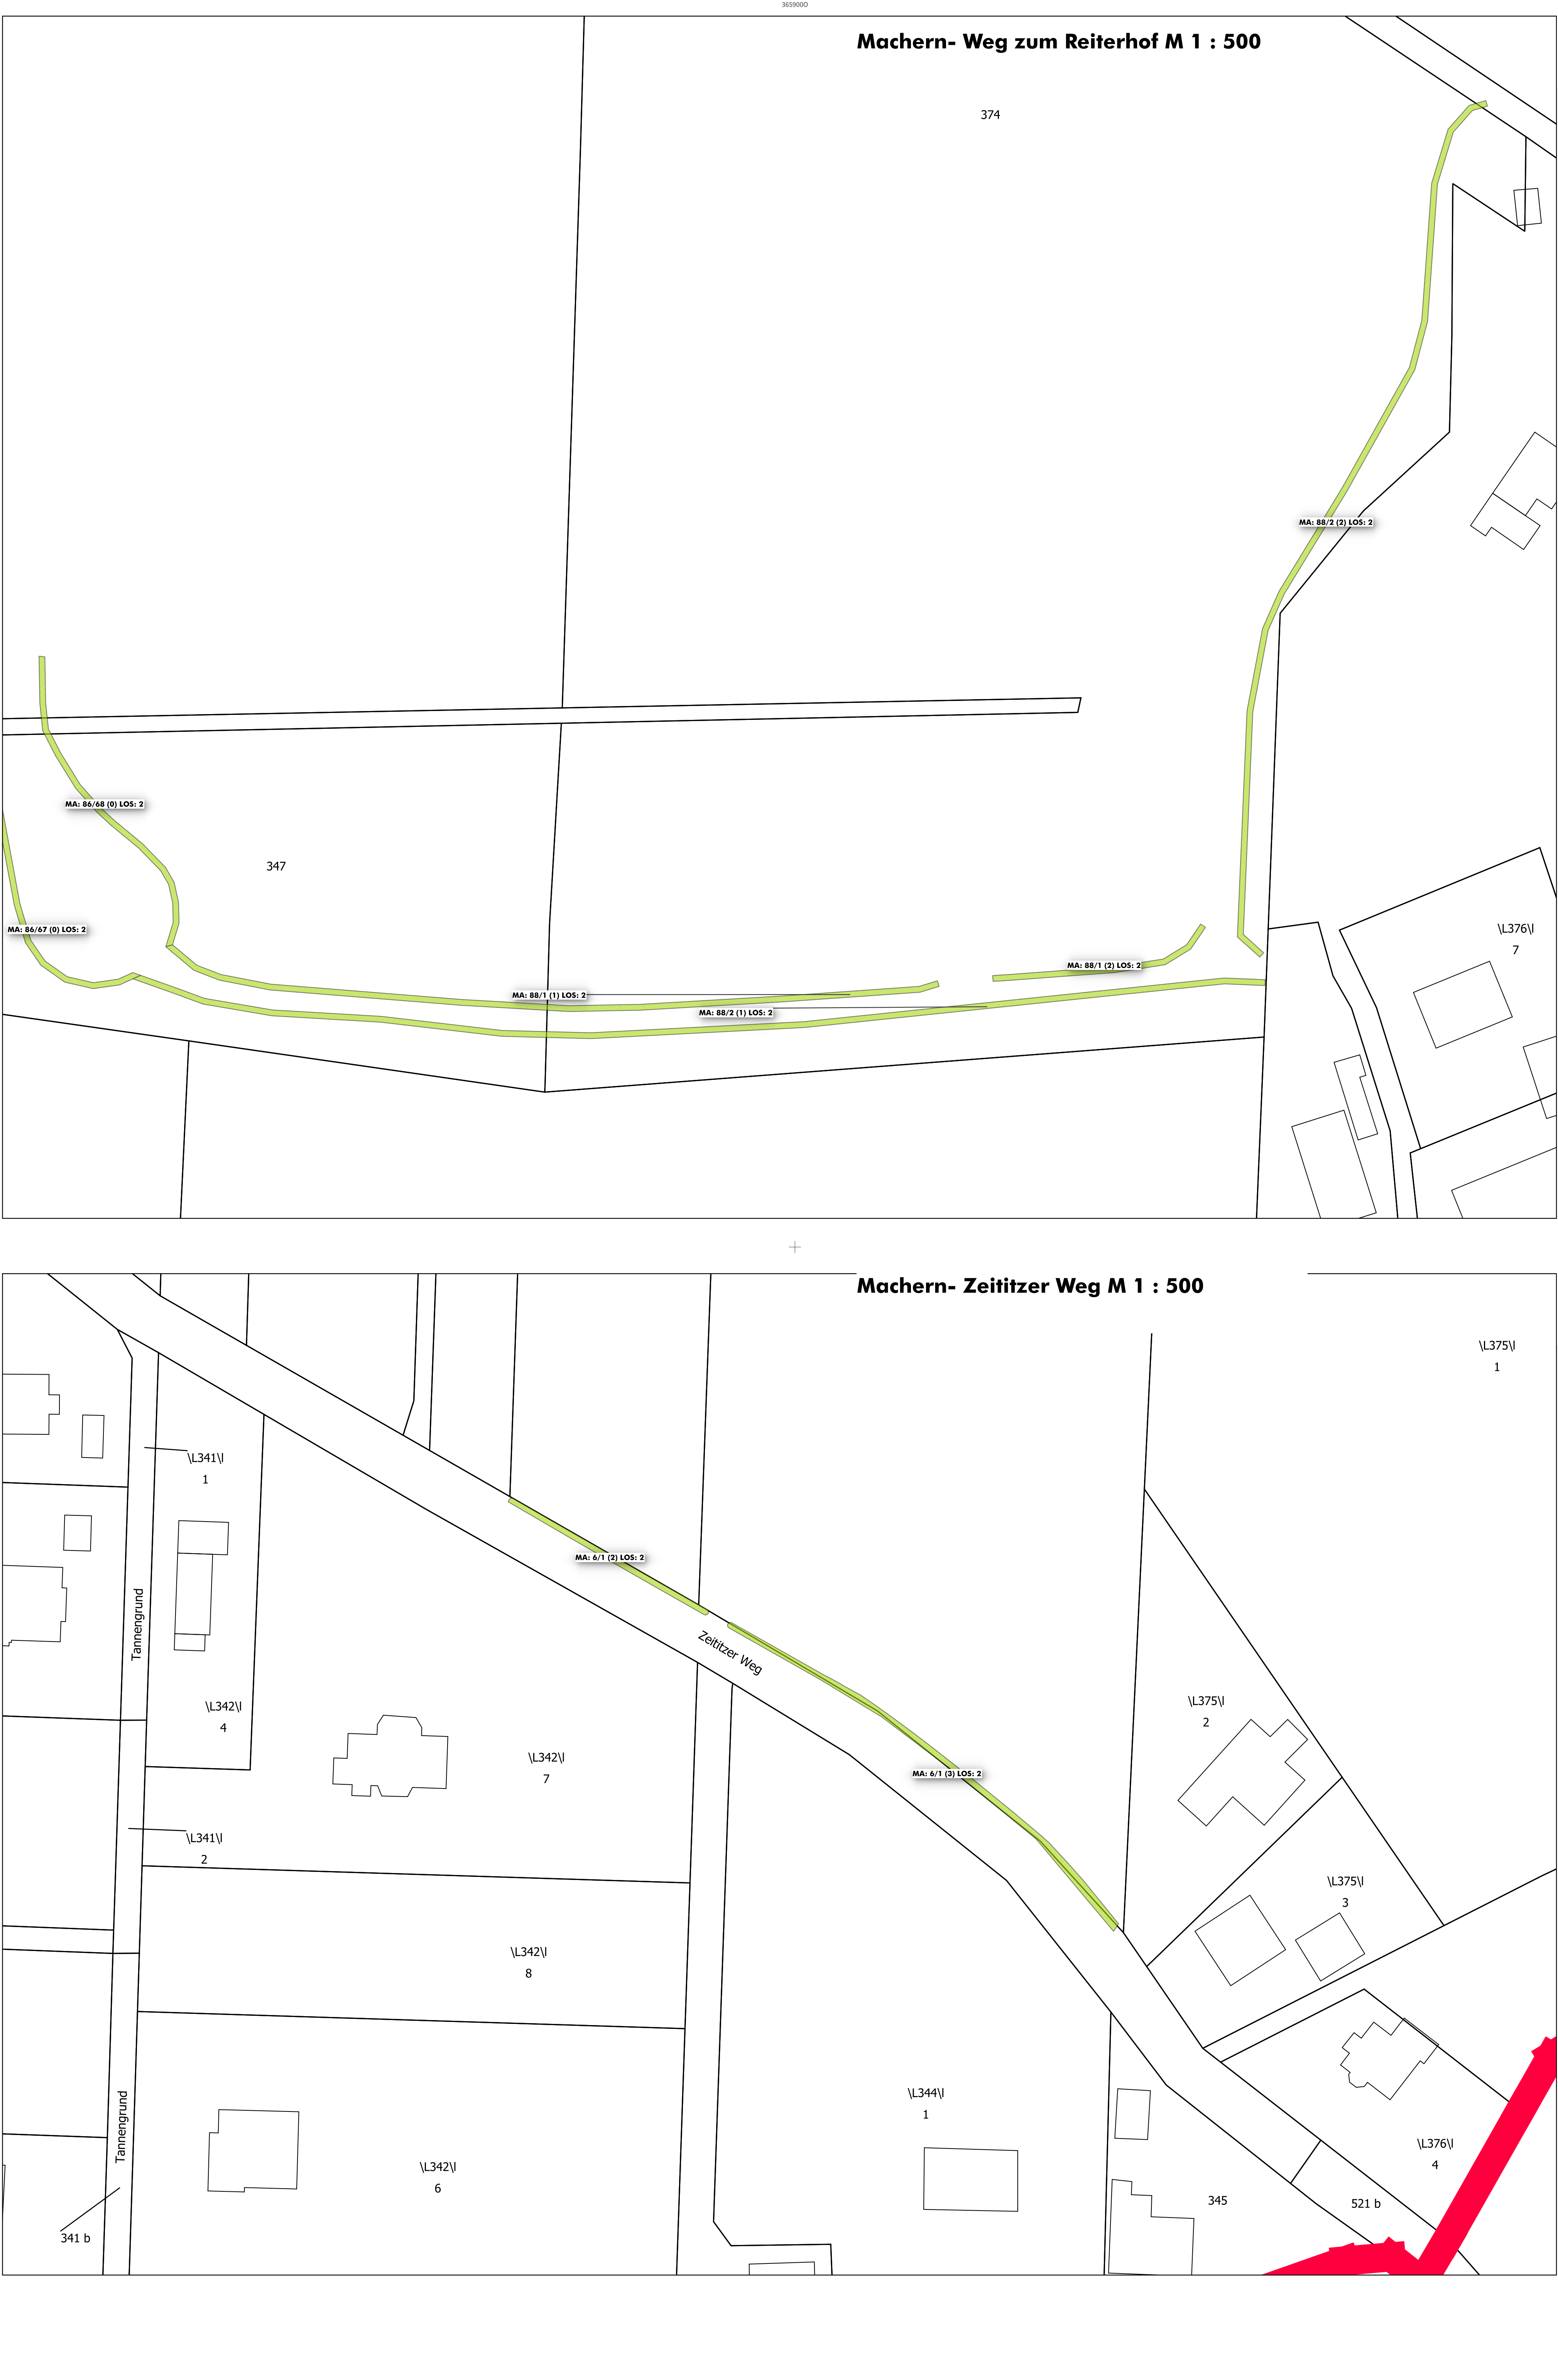 365900O
Machern- Weg zum Reiterhof M 1 : 500
374
MA: 88/2 (2) LOS: 2
MA: 86/68 (0) LOS: 2
347
MA: 86/67 (0) LOS: 2
\L376\l
7
MA: 88/1 (2) LOS: 2
MA: 88/1 (1) LOS: 2
MA: 88/2 (1) LOS: 2
Machern- Zeititzer Weg M 1 : 500
\L375\l
1
\L341\l
1
MA: 6/1 (2) LOS: 2
Tannengrund
Zeititzer Weg
\L342\l
4
\L375\l
2
\L342\l
7
MA: 6/1 (3) LOS: 2
\L341\l
2
\L375\l
3
\L342\l
8
\L344\l
1
Tannengrund
\L376\l
4
\L342\l
6
345
521 b
341 b